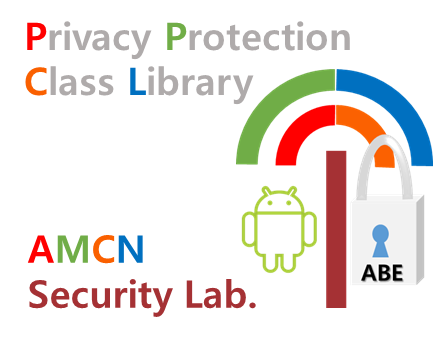 Privacy Protection
Class Library
ABE
AMCN
Security Lab.